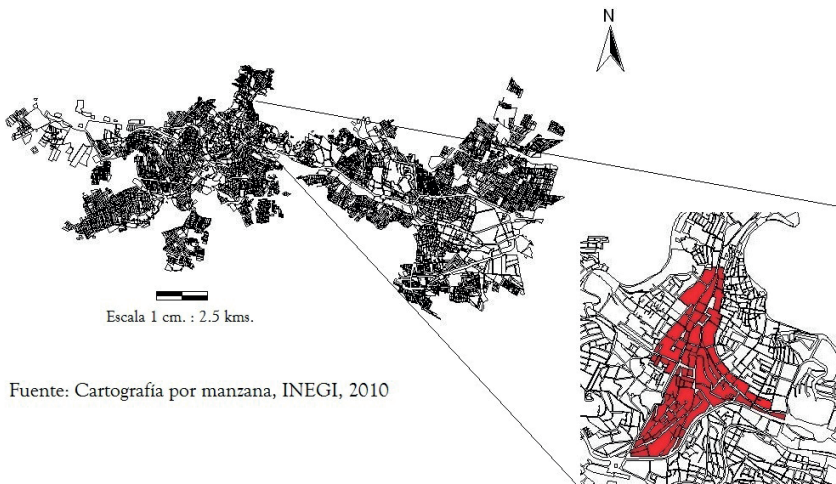 N
Escala 1 cm. : 2.5 kms.
Fuente: Cartografía por manzana, INEGI, 2010